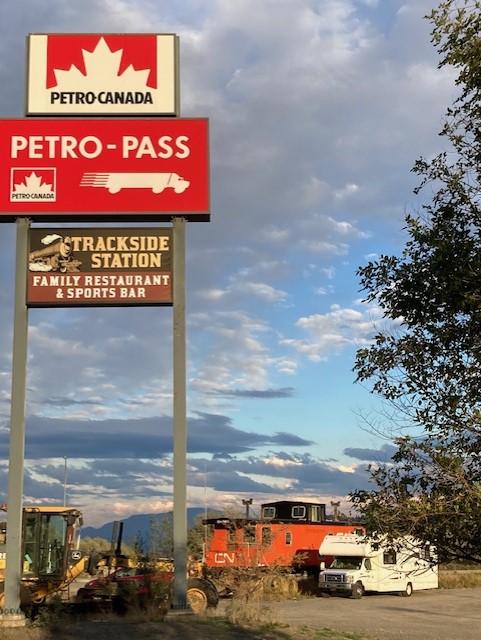 PETRO-CANADA
PETRO-PASS
PETRO-CANADA
TRACKSIDE
STATION
FAMILY RESTAURANT
& SPORTS BAR
CN